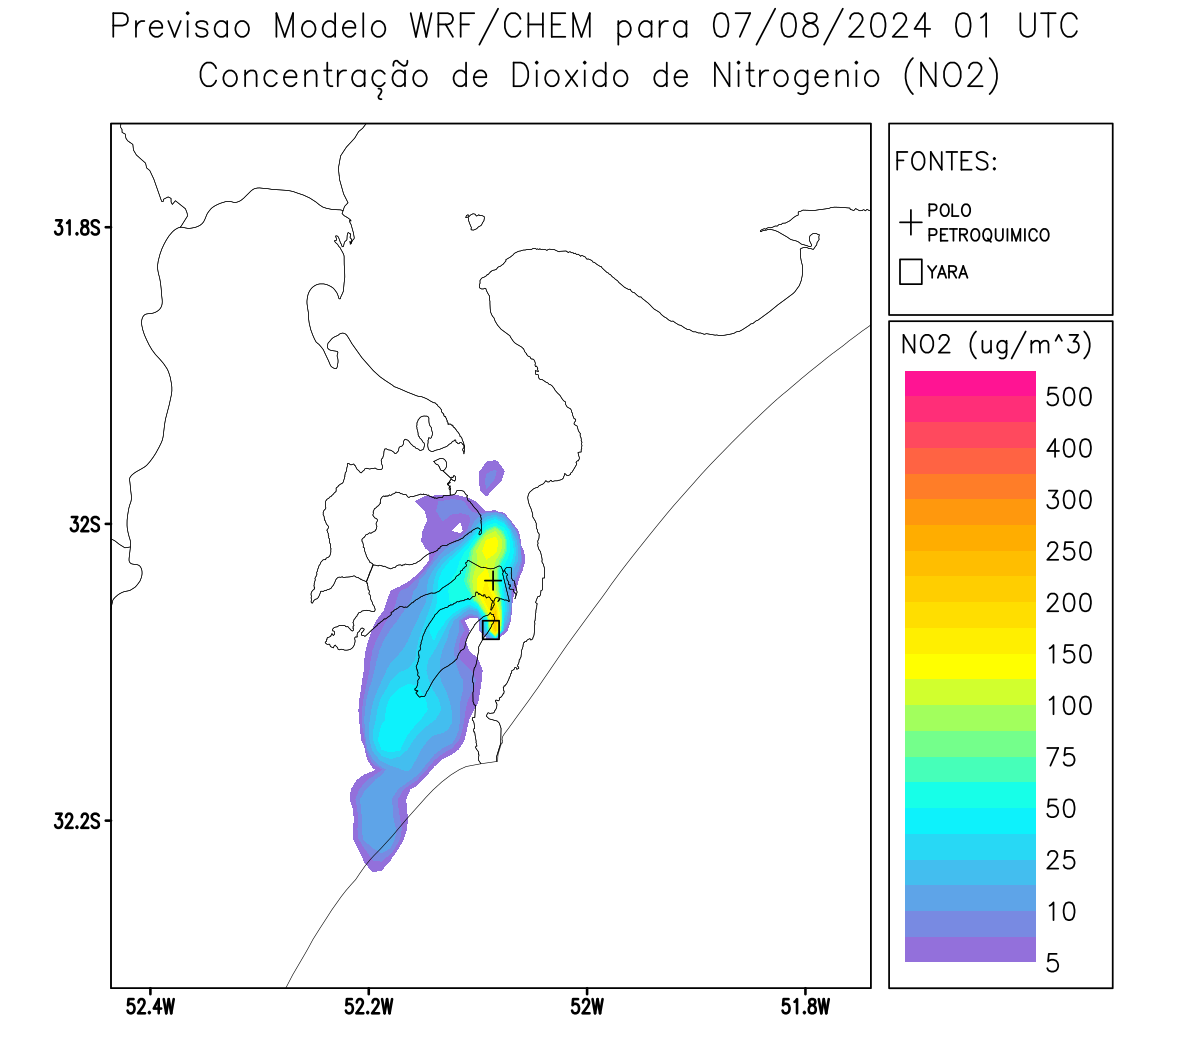 Previsao Modelo WRF/CHEM para 07/08/2024 01 UTC
Concentração de Dioxido de Nitrogenio (NO2)
FONTES:
POLO
PETROQUIMICO
YARA
NO2 (ug/m^3)
500
400
300
250
200
150
100
75
50
25
10
5
31.8S
32S
32.2S
52.4W
52.2W
52W
51.8W